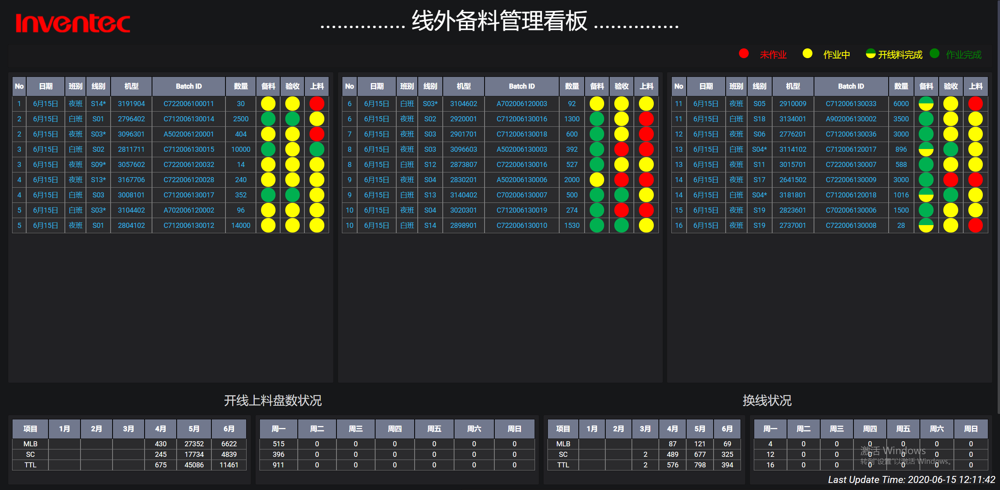 Inventec
............... 线外备料管理看板 ...............
未作业 作业中 开线料完成 作业完成
No 日期 班别 线别 机型 Batch ID 数量 备料 验收 上料
1 6月15日 夜班 S14* 3191904 C722006100011 30
2 6月15日 白班 S01 2796402 C712006130014 2500
2 6月15日 夜班 S03* 3096301 A502006120001 404
3 6月15日 白班 S02 2811711 C712006130015 10000
3 6月15日 夜班 S09* 3057602 C722006120032 14
4 6月15日 夜班 S13* 3167706 C722006120028 240
4 6月15日 白班 S03 3008101 C712006130017 352
5 6月15日 白班 S03* 3104402 A702006120002 96
5 6月15日 夜班 S01 2804102 C712006130012 14000
No 日期 班别 线别 机型 Batch ID 数量 备料 验收 上料
6 6月15日 白班 S03* 3104602 A702006120003 92
6 6月15日 夜班 S02 2920001 C712006130016 1300
7 6月15日 夜班 S03 2901701 C712006130018 600
8 6月15日 夜班 S03 3096603 A502006130003 392
8 6月15日 白班 S12 2873807 C722006130016 527
9 6月15日 夜班 S04 2830201 A502006130006 2000
9 6月15日 白班 S13 3140402 C702006130007 500
10 6月15日 夜班 S04 3020301 C712006130019 274
10 6月15日 白班 S14 2898901 C722006130010 1530
No 日期 班别 线别 机型 Batch ID 数量 备料 验收 上料
11 6月15日 夜班 S05 2910009 C712006130033 6000
11 6月15日 白班 S18 3134001 A902006130002 3500
12 6月15日 夜班 S06 2776201 C712006130036 3000
13 6月15日 白班 S04* 3114102 C712006120017 896
13 6月15日 夜班 S11 3015701 C722006130007 588
14 6月15日 夜班 S17 2641502 C722006130009 3000
14 6月15日 白班 S04* 3181801 C712006120018 1016
15 6月15日 夜班 S19 2823601 C702006130006 1500
16 6月15日 夜班 S19 2737001 C722006130008 28
开线上料盘数状况
项目 1月 2月 3月 4月 5月 6月
MLB 430 27352 6622
SC 245 17734 4839
TTL 675 45086 11461
周一 周二 周三 周四 周五 周六 周日
515 0 0 0 0 0 0
396 0 0 0 0 0 0
911 0 0 0 0 0 0
换线状况
项目 1月 2月 3月 4月 5月 6月
MLB 87 121 69
SC 2 489 677 325
TTL 2 576 798 394
周一 周二 周三 周四 周五 周六 周日
4 0 0 0 0 0 0
12 0 0 0 0 0 0
16 0 0 0 0 0 0
激活 Windows
转到"设置"以激活 Windows。
Last Update Time: 2020-06-15 12:11:42